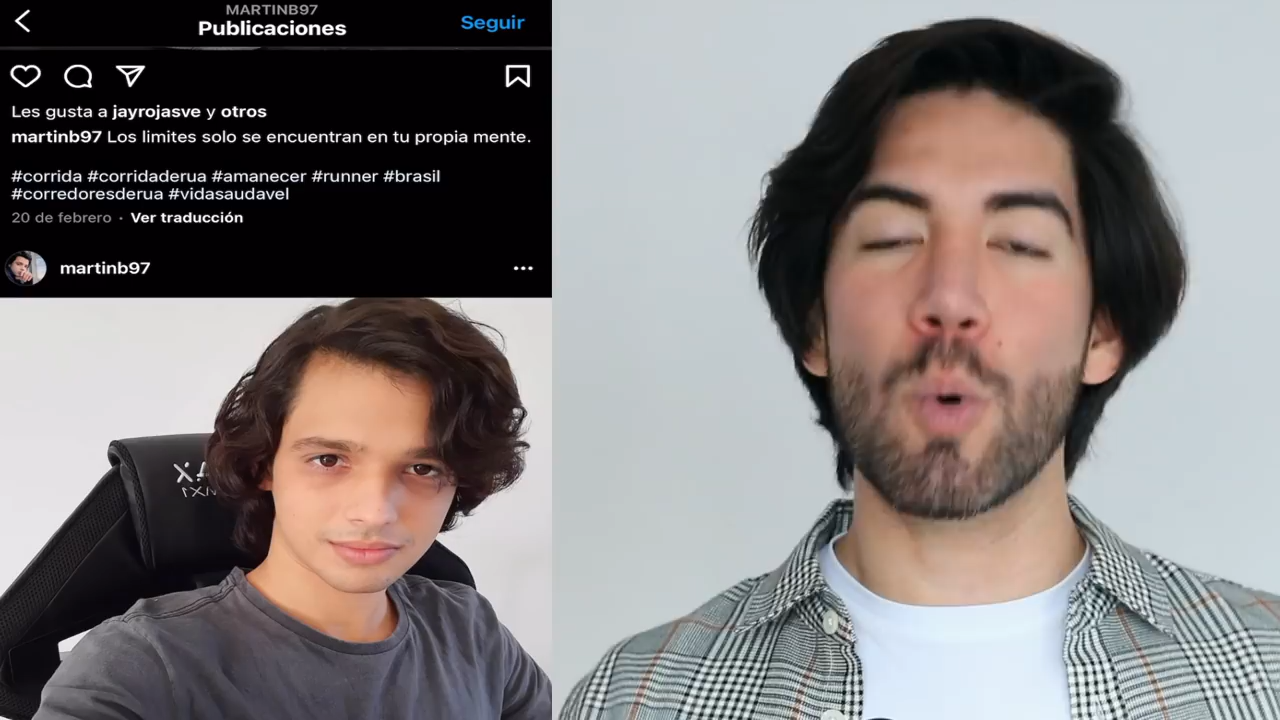 MARTINB97
Publicaciones
Seguir
Les gusta a jayrojasve y otros
martinb97 Los limites solo se encuentran en tu propia mente.
#corrida #corridaderua #amanecer #runner #brasil
#corredoresderua #vidasaudavel
20 de febrero · Ver traducción
martinb97